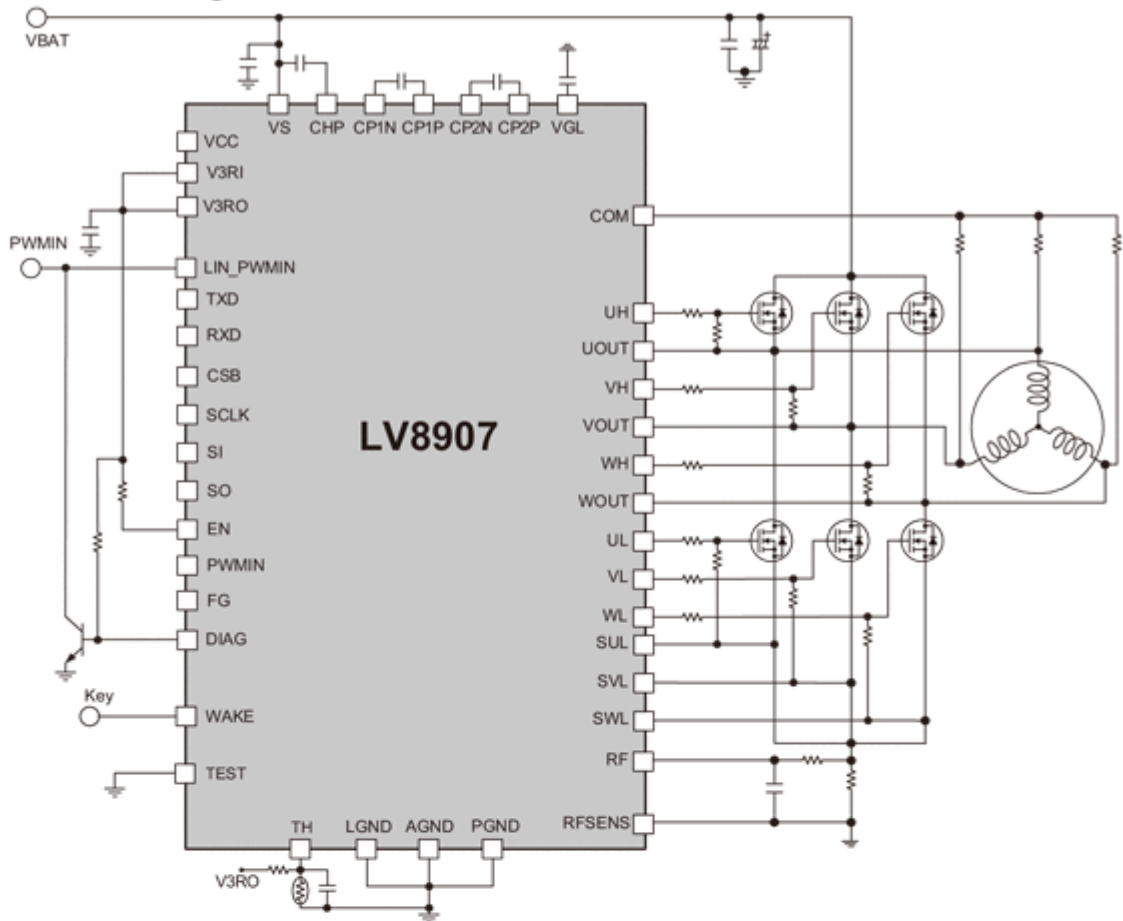 VBAT
VS CHP CP1N CP1P CP2N CP2P VGL
VCC
V3RI
V3RO
PWMIN
LIN_PWMIN
TXD
RXD
CSB
SCLK
SI
SO
EN
PWMIN
FG
DIAG
Key
WAKE
TEST
LV8907
COM
UH
UOUT
VH
VOUT
WH
WOUT
UL
VL
WL
SUL
SVL
SWL
RF
RFSENS
TH LGND AGND PGND
V3RO